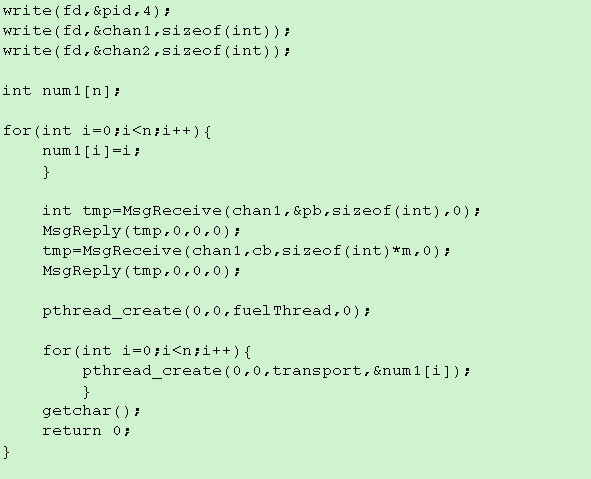 write(fd,&pid,4);
write(fd,&chan1,sizeof(int));
write(fd,&chan2,sizeof(int));

int num1[n];

for(int i=0;i<n;i++){
    num1[i]=i;
    }

    int tmp=MsgReceive(chan1,&pb,sizeof(int),0);
    MsgReply(tmp,0,0,0);
    tmp=MsgReceive(chan1,cb,sizeof(int)*m,0);
    MsgReply(tmp,0,0,0);

    pthread_create(0,0,fuelThread,0);

    for(int i=0;i<n;i++){
        pthread_create(0,0,transport,&num1[i]);
        }
    getchar();
    return 0;
}